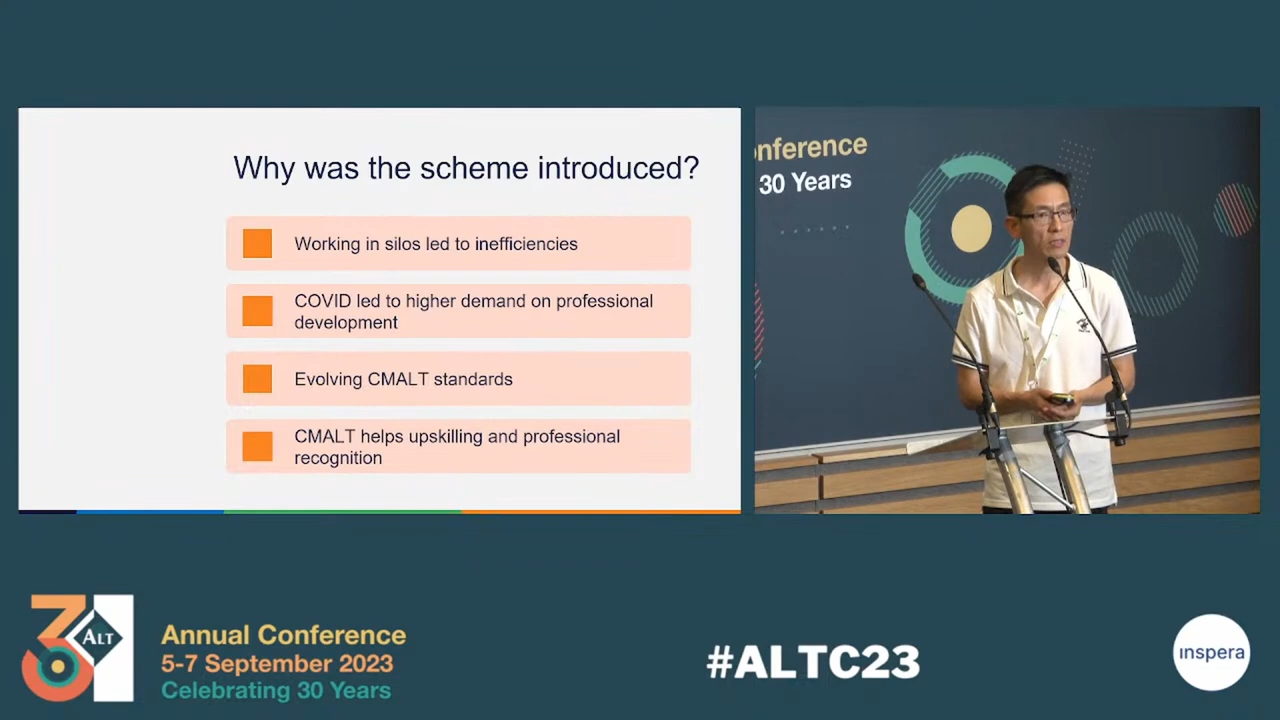 Why was the scheme introduced?
Working in silos led to inefficiencies
COVID led to higher demand on professional
development
Evolving CMALT standards
CMALT helps upskilling and professional
recognition
onference
30 Years
ALT
Annual Conference
5-7 September 2023
Celebrating 30 Years
#ALTC23
inspera